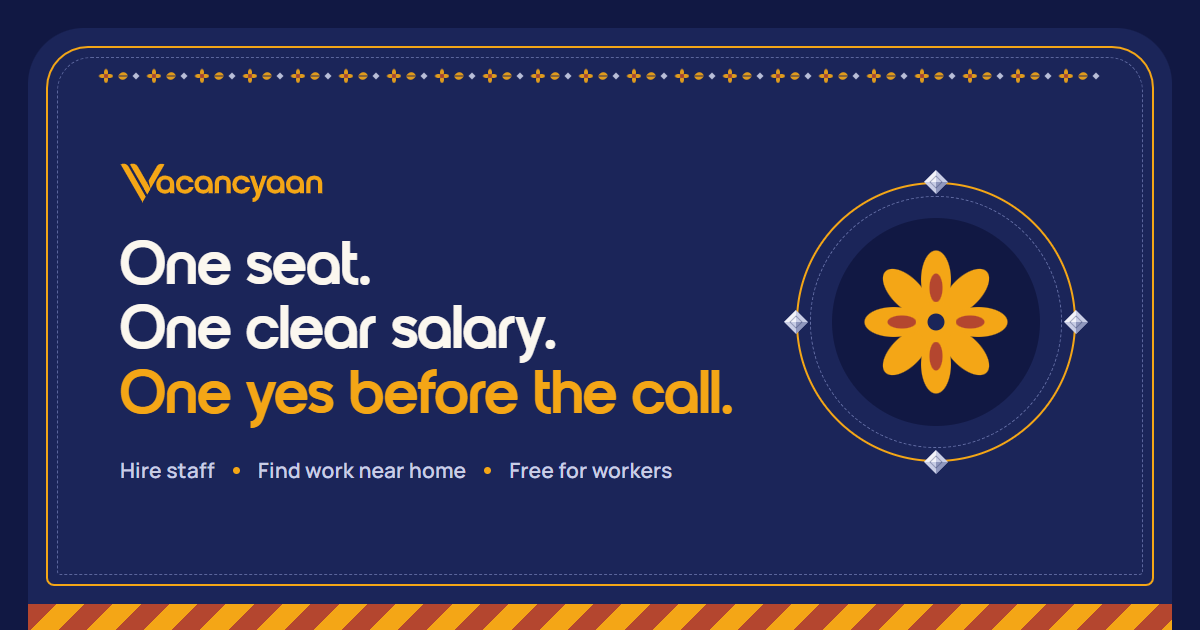 Vacancyaan
One seat.
One clear salary.
One yes before the call.
Hire staff • Find work near home • Free for workers